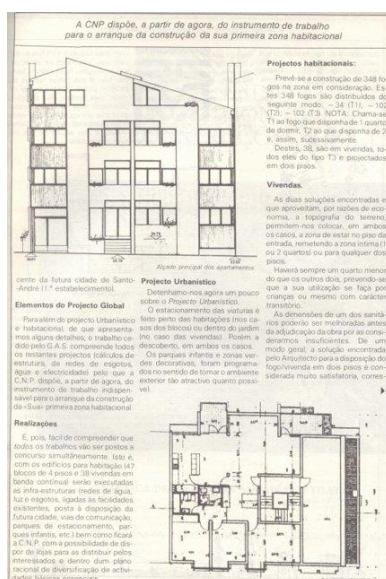 A CNP dispõe, a partir de agora, do instrumento de trabalho
para o arranque da construção da sua primeira zona habitacional
Alçado principal dos apartamentos
cente da futura cidade de Santo-
-André (1.º estabelecimento).
Elementos do Projecto Global
Para além do projecto Urbanístico
e habitacional, de que apresenta-
mos alguns detalhes, o trabalho ce-
dido pelo G.A.S. compreende todos
os restantes projectos (cálculos de
estrutura, da redes de esgotos,
água e electricidade) pelo que a
C.N.P. dispõe, a partir de agora, do
instrumento de trabalho indispen-
sável para o arranque da construção
da «Sua» primeira zona habitacional
Realizações
E, pois, fácil de compreender que
todos os trabalhos vão ser postos a
concurso simultâneamente. Isto é,
com os edifícios para habitação (47
blocos de 4 pisos e 38 vivendas em
banda contínua) serão executadas
as infra-estruturas (redes de água,
luz e esgotos, ligadas às facilidades
existentes, posta à disposição da
futura cidade, vias de comunicação,
parques de estacionamento, par-
ques infantis, etc.) bem como ficará
a C.N.P. com a possibilidade de dis-
por de lojas para as distribuir pelos
interessados e dentro dum plano
racional de diversificação de activi-
dades básicas essenciais.
Projecto Urbanístico
Detenhamo-nos agora um pouco
sobre o Projecto Urbanístico.
O estacionamento das viaturas é
feito perto das habitações (nos ca-
sos dos blocos) ou dentro do jardim
(no caso das vivendas). Porém a
descoberto, em ambos os casos.
Os parques infantis e zonas ver-
des decorativas, foram programa-
dos no sentido de tornar o ambiente
exterior tão atractivo quanto possí-
vel.
Projectos habitacionais:
Prevê-se a construção de 348 fo-
gos na zona em consideração. Es-
tes 348 fogos são distribuídos do
seguinte modo: – 34 (T1); – 102
(T2); – 102 (T3). NOTA: Chama-se
T1 ao fogo que disponha de 1 quarto
de dormir, T2 ao que disponha de 2
e, assim, sucessivamente.
Destes, 38, são em vivendas, to-
dos eles do tipo T3 e projectados
em dois pisos.
Vivendas.
As duas soluções encontradas e
que aproveitam, por razões de eco-
nomia, a topografia do terreno,
permitem-nos colocar, em ambos
os casos, a zona de estar no piso da
entrada, remetendo a zona íntima (1
ou 2 quartos) ou para qualquer dos
pisos.
Haverá sempre um quarto menor
do que os outros dois, prevendo-se
que a sua utilização se faça por
crianças ou mesmo com carácter
transitório.
As dimensões de um dos sanitá-
rios poderão ser melhoradas antes
da adjudicação da obra por as consi-
derarmos insuficientes. De um
modo geral, a solução encontrada
pelo Arquitecto para a disposição do
fogo/vivenda em dois pisos é con-
siderada muito satisfatória, corres-